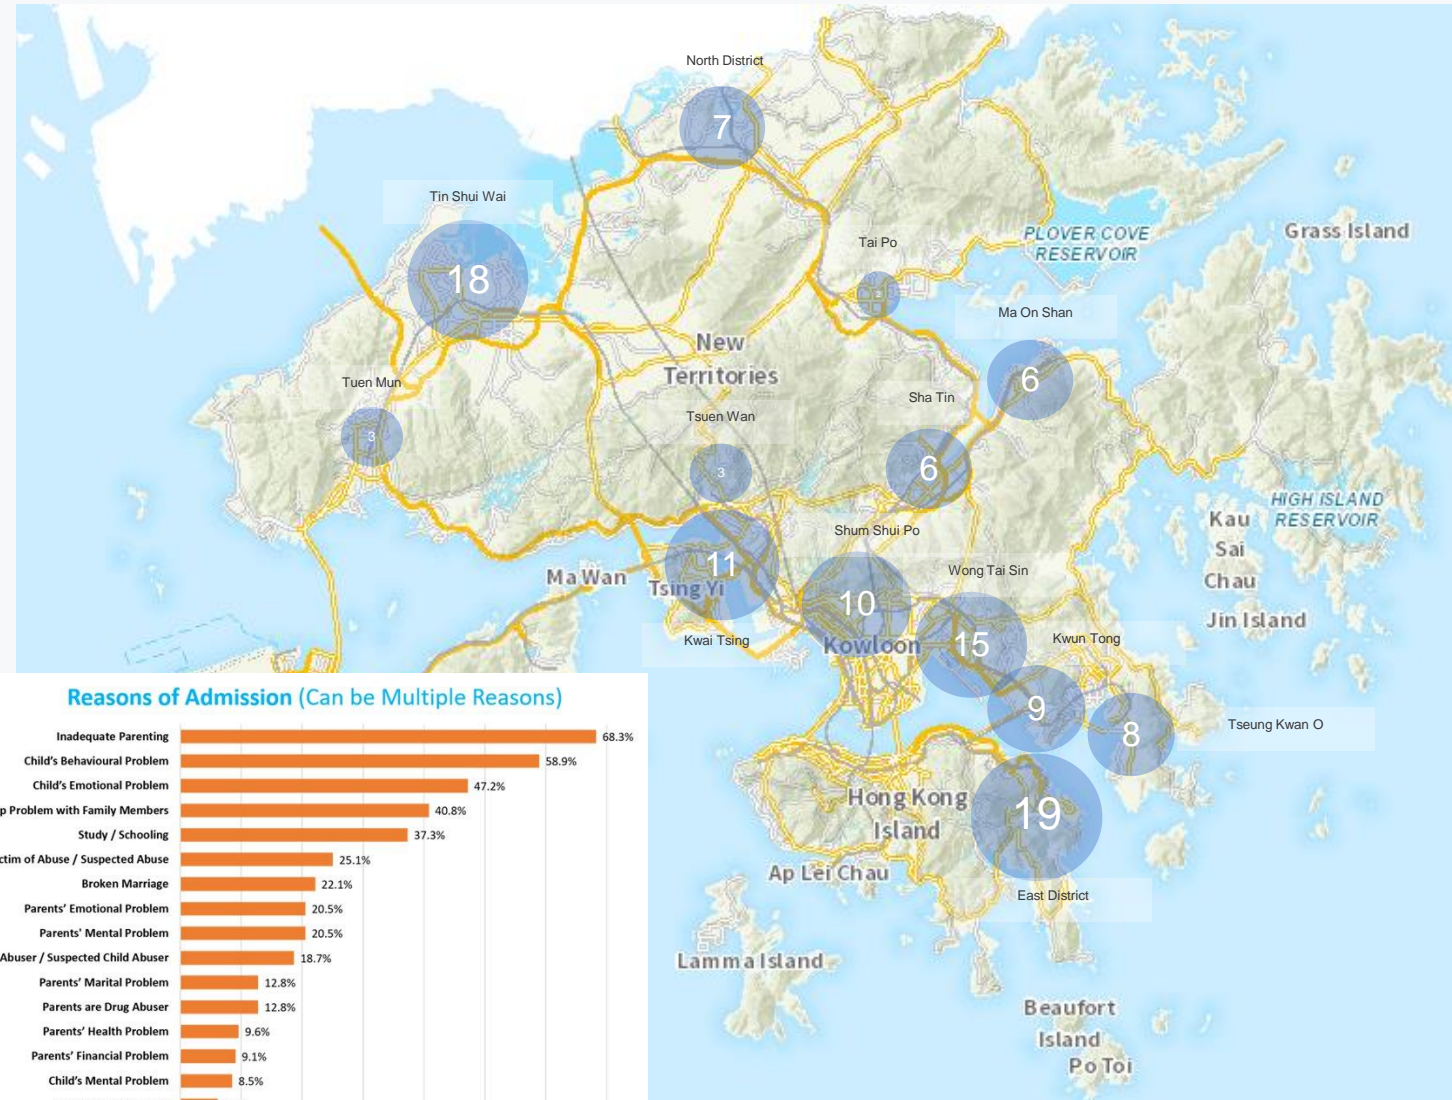 North District
7
Tin Shui Wai
18
Tai Po
2
PLOVER COVE
RESERVOIR
Grass Island
Ma On Shan
6
New
Territories
Tuen Mun
3
Sha Tin
6
Tsuen Wan
3
HIGH ISLAND
RESERVOIR
Kau
Sai
Chau
Jin Island
Shum Shui Po
10
Kowloon
Wong Tai Sin
15
Ma Wan
Tsing Yi
11
Kwai Tsing
Kwun Tong
9
8
Tseung Kwan O
Hong Kong
Island
19
East District
Ap Lei Chau
Lamma Island
Beaufort
Island
Po Toi
Reasons of Admission (Can be Multiple Reasons)
Inadequate Parenting 68.3%
Child's Behavioural Problem 58.9%
Child's Emotional Problem 47.2%
p Problem with Family Members 40.8%
Study / Schooling 37.3%
ctim of Abuse / Suspected Abuse 25.1%
Broken Marriage 22.1%
Parents' Emotional Problem 20.5%
Parents' Mental Problem 20.5%
Abuser / Suspected Child Abuser 18.7%
Parents' Marital Problem 12.8%
Parents are Drug Abuser 12.8%
Parents' Health Problem 9.6%
Parents' Financial Problem 9.1%
Child's Mental Problem 8.5%